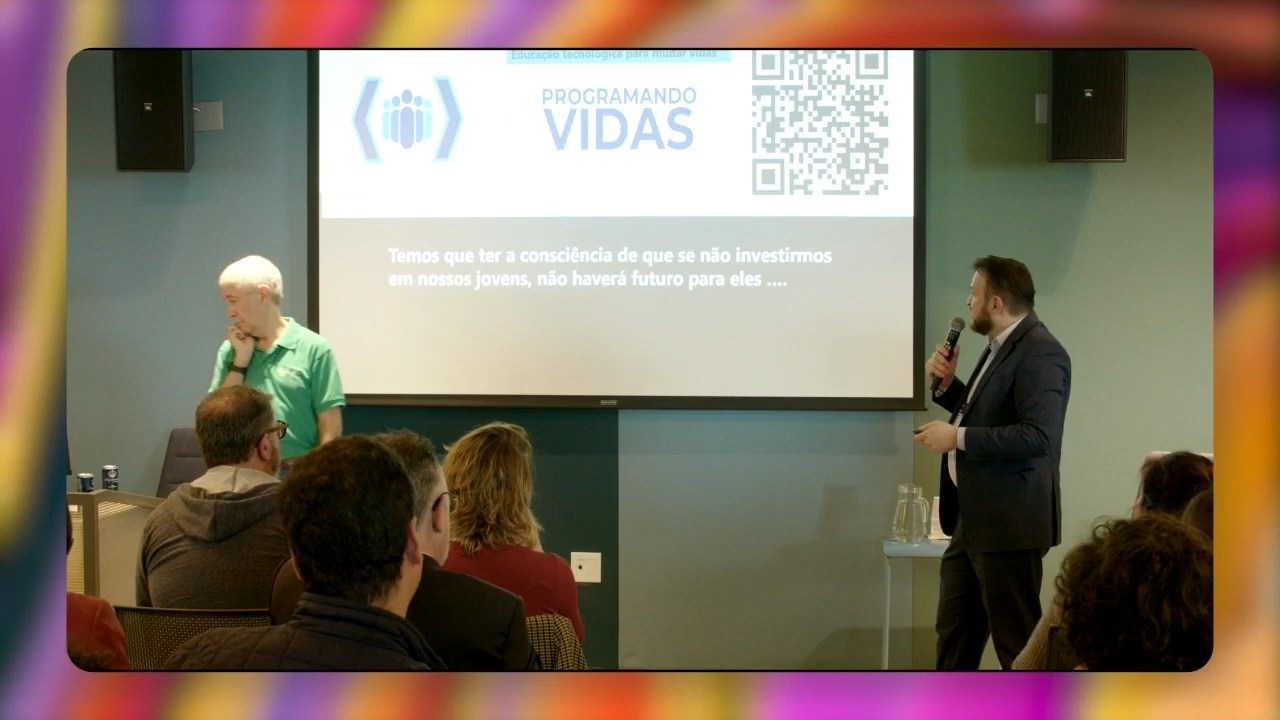 Educação tecnológica para mudar vidas
PROGRAMANDO
VIDAS
Temos que ter a consciência de que se não investirmos
em nossos jovens, não haverá futuro para eles ....